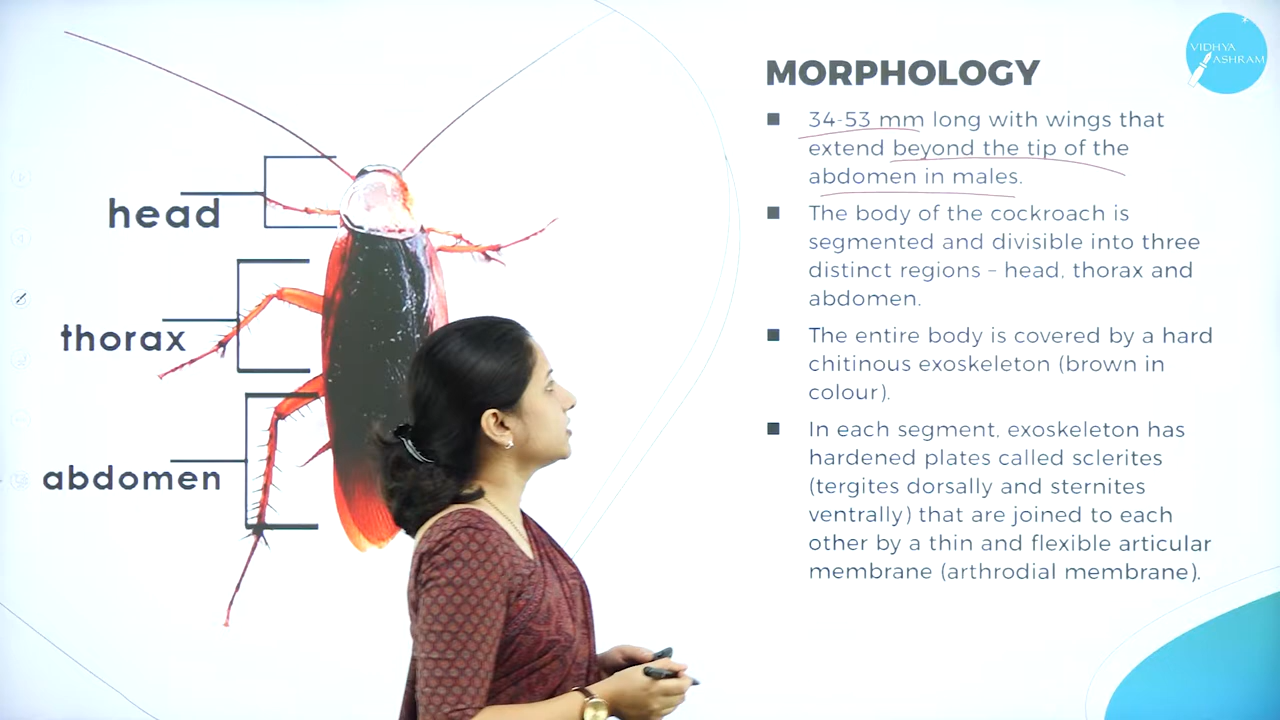 VIDHYA
ASHRAM
MORPHOLOGY
34-53 mm long with wings that
extend beyond the tip of the
abdomen in males.
The body of the cockroach is
segmented and divisible into three
distinct regions – head, thorax and
abdomen.
The entire body is covered by a hard
chitinous exoskeleton (brown in
colour).
In each segment, exoskeleton has
hardened plates called sclerites
(tergites dorsally and sternites
ventrally) that are joined to each
other by a thin and flexible articular
membrane (arthrodial membrane).
head
thorax
abdomen